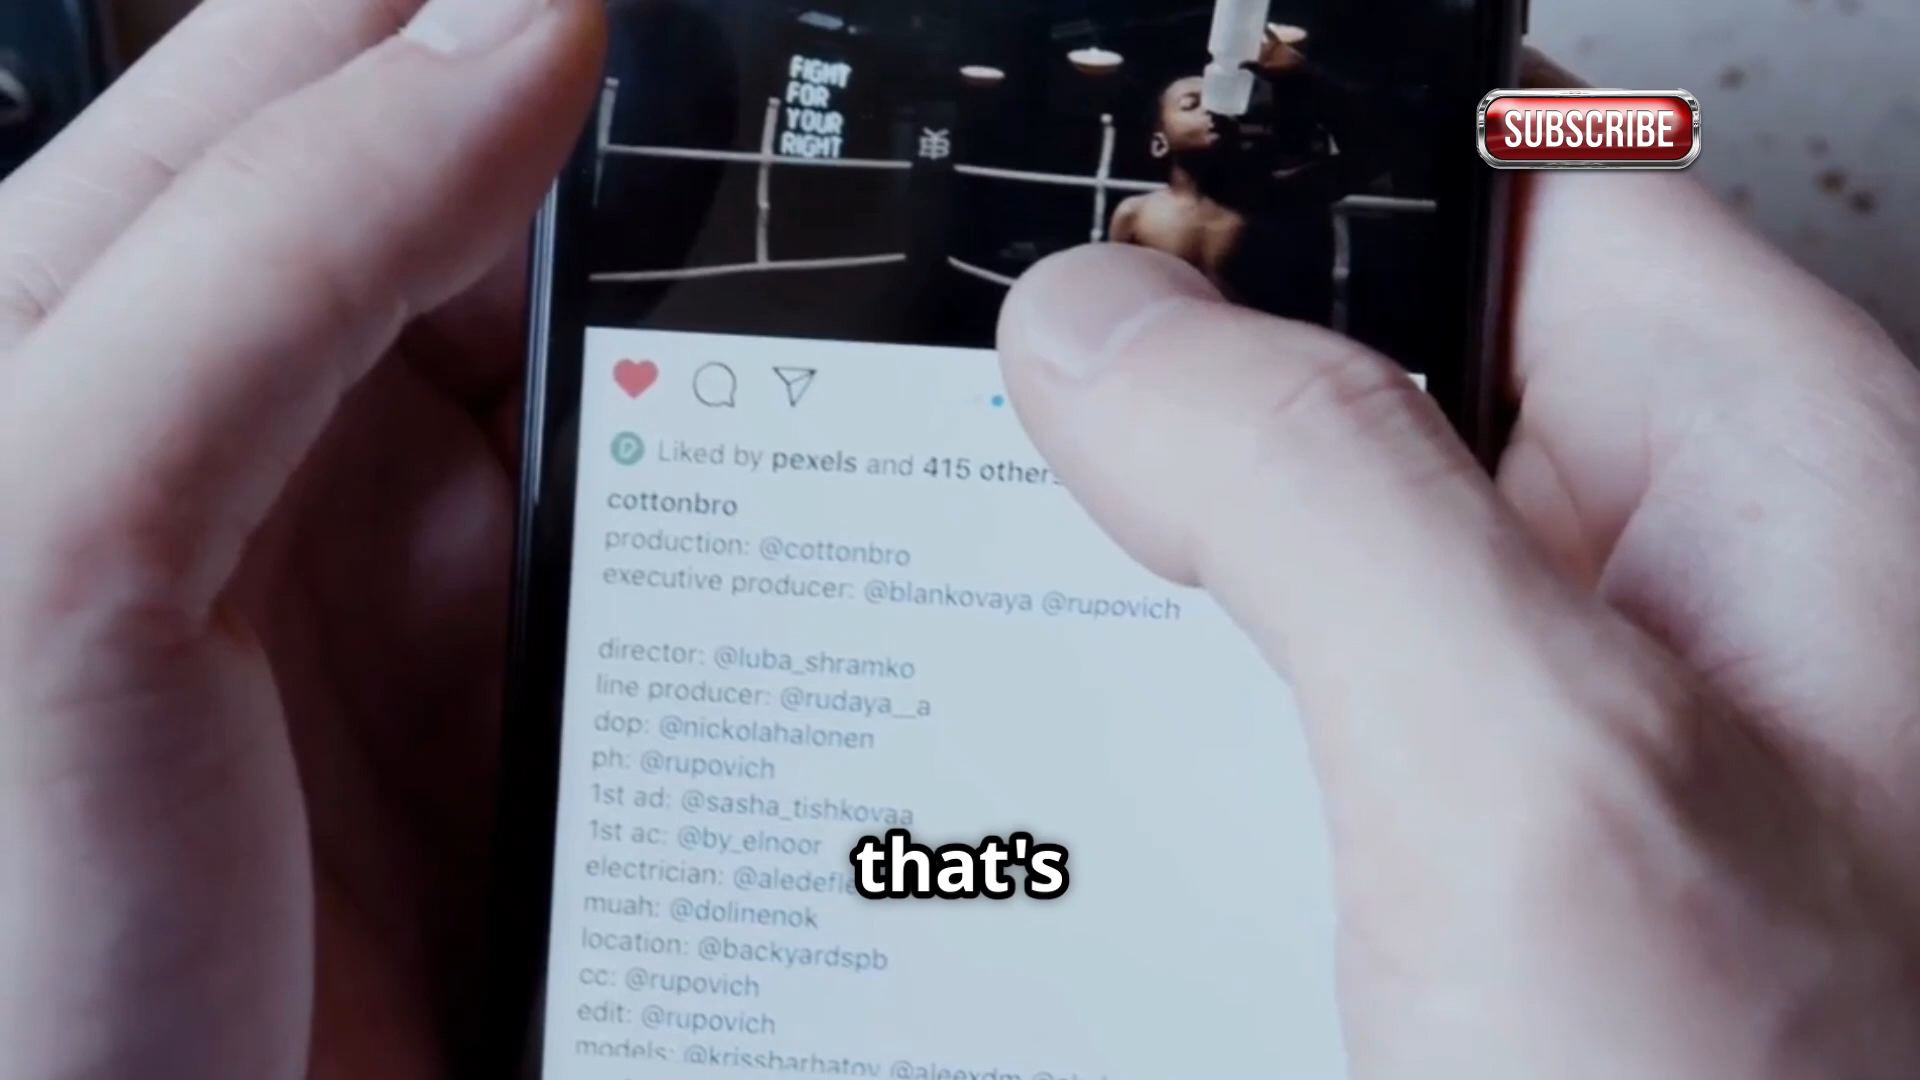 FIGHT
FOR
YOUR
RIGHT
SUBSCRIBE
Liked by pexels and 415 others
cottonbro
production: @cottonbro
executive producer: @blankovaya @rupovich
director: @luba_shramko
line producer: @rudaya__a
dop: @nickolahalonen
ph: @rupovich
1st ad: @sasha_tishkovaa
1st ac: @by_elnoor
electrician:
that's
muah: @dolinenok
location: @backyardspb
cc: @rupovich
edit: @rupovich
models: